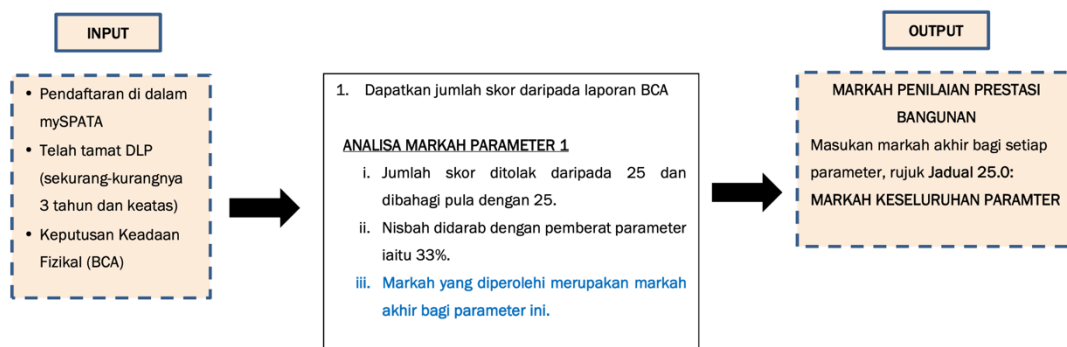 INPUT
• Pendaftaran di dalam
mySPATA
• Telah tamat DLP
(sekurang-kurangnya
3 tahun dan keatas)
• Keputusan Keadaan
Fizikal (BCA)
1. Dapatkan jumlah skor daripada laporan BCA
ANALISA MARKAH PARAMETER 1
i. Jumlah skor ditolak daripada 25 dan
dibahagi pula dengan 25.
ii. Nisbah didarab dengan pemberat parameter
iaitu 33%.
iii. Markah yang diperolehi merupakan markah
akhir bagi parameter ini.
OUTPUT
MARKAH PENILAIAN PRESTASI
BANGUNAN
Masukan markah akhir bagi setiap
parameter, rujuk Jadual 25.0:
MARKAH KESELURUHAN PARAMTER